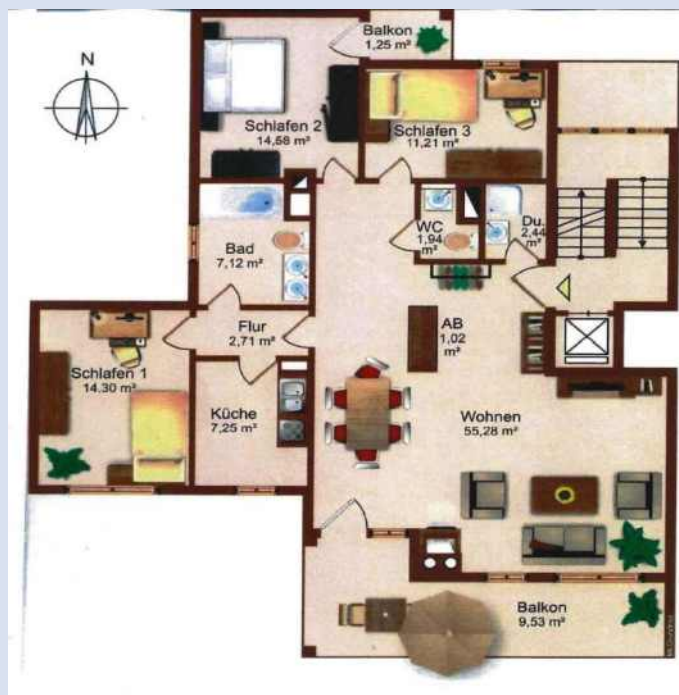 N
Balkon
1,25 m²
Schlafen 2
14,58 m²
Schlafen 3
11,21 m²
WC
1,94
m²
Du.
2,44
m²
Bad
7,12 m²
Flur
2,71 m²
AB
1,02
m²
Schlafen 1
14.30 m²
Küche
7,25 m²
Wohnen
55,28 m²
Balkon
9,53 m²